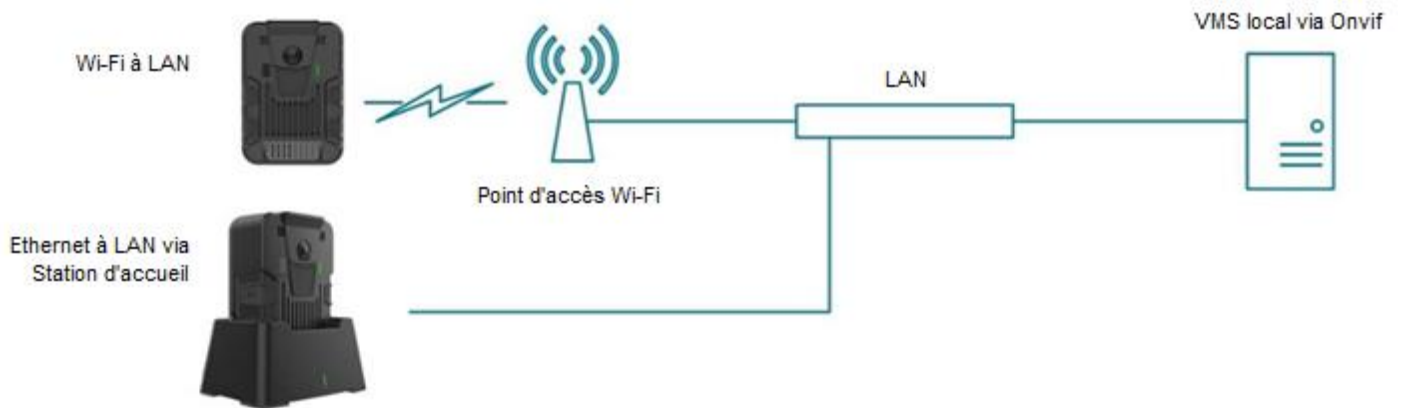 VMS local via Onvif
Wi-Fi à LAN
LAN
Point d'accès Wi-Fi
Ethernet à LAN via
Station d'accueil